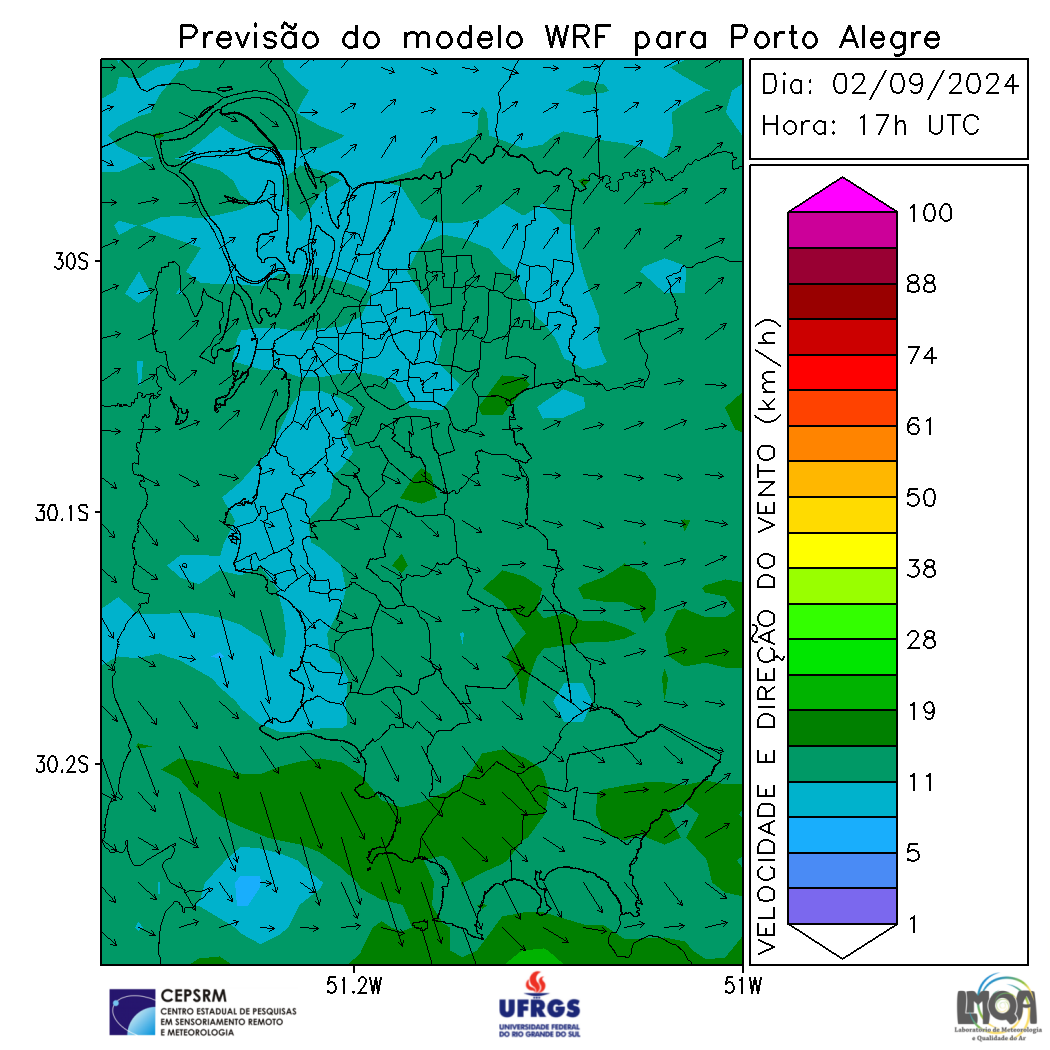 Previsão do modelo WRF para Porto Alegre
Dia: 02/09/2024
Hora: 17h UTC
30S
30.1S
30.2S
51.2W
51W
VELOCIDADE E DIREÇÃO DO VENTO (km/h)
100
88
74
61
50
38
28
19
11
5
1
CEPSRM
CENTRO ESTADUAL DE PESQUISAS
EM SENSORIAMENTO REMOTO
E METEOROLOGIA
UFRGS
UNIVERSIDADE FEDERAL
DO RIO GRANDE DO SUL
LMQA
Laboratório de Meteorologia
e Qualidade do Ar